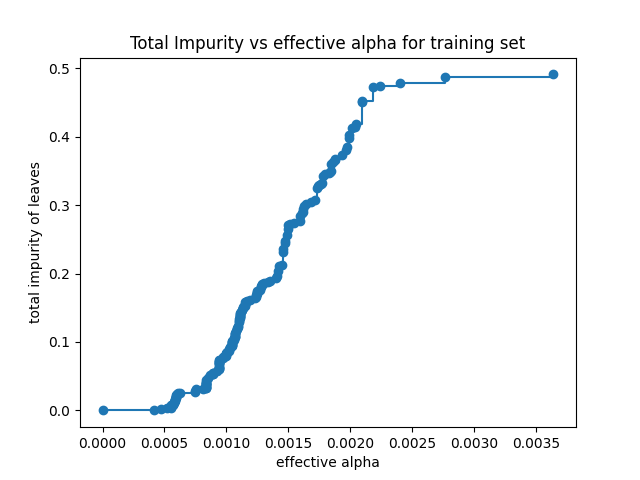 Total Impurity vs effective alpha for training set
total impurity of leaves
0.5
0.4
0.3
0.2
0.1
0.0
0.0000 0.0005 0.0010 0.0015 0.0020 0.0025 0.0030 0.0035
effective alpha